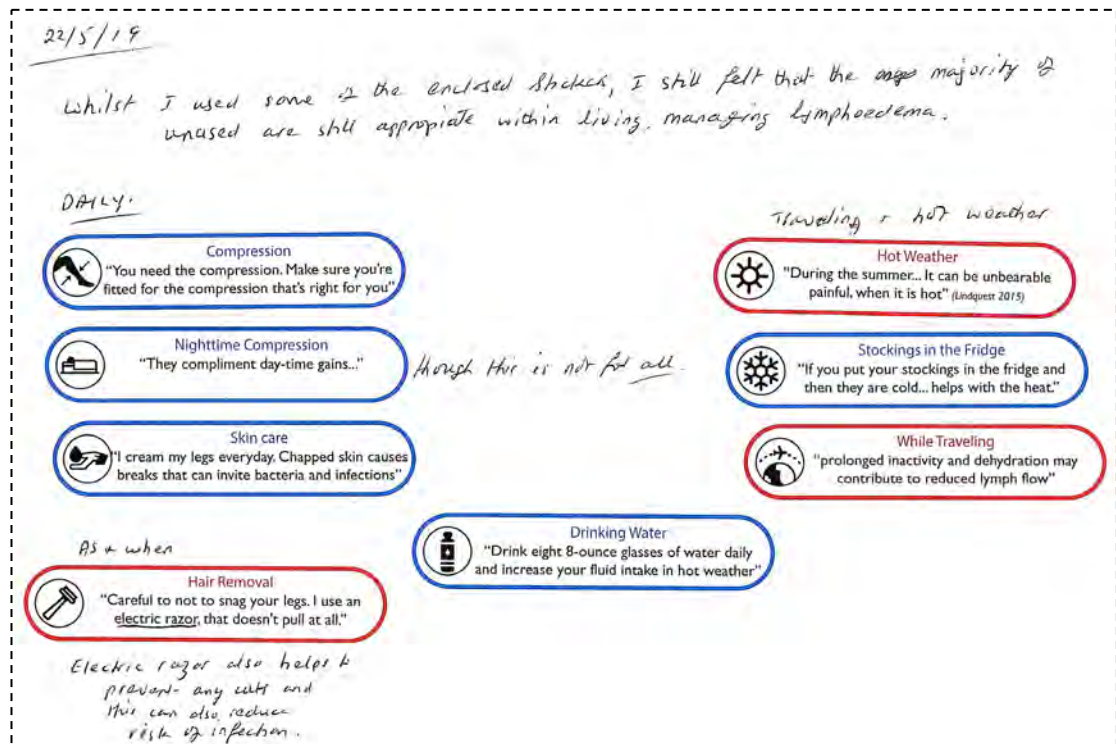 22/5/19
Whilst I used some of the enclosed Stickers, I still felt that the majority of
unused are still appropiate within living, managing lymphoedema.
DAILY.
Compression
"You need the compression. Make sure you're
fitted for the compression that's right for you"
Nighttime Compression
"They compliment day-time gains..."
though this is not for all.
Skin care
"I cream my legs everyday. Chapped skin causes
breaks that can invite bacteria and infections"
As & when
Hair Removal
"Careful to not to snag your legs. I use an
electric razor, that doesn't pull at all."
Electric razor also helps to
prevent any cuts and
this can also reduce
risk of infection.
Drinking Water
"Drink eight 8-ounce glasses of water daily
and increase your fluid intake in hot weather"
Traveling & hot weather
Hot Weather
"During the summer... It can be unbearable
painful, when it is hot" (Lindquest 2015)
Stockings in the Fridge
"If you put your stockings in the fridge and
then they are cold... helps with the heat."
While Traveling
"prolonged inactivity and dehydration may
contribute to reduced lymph flow"